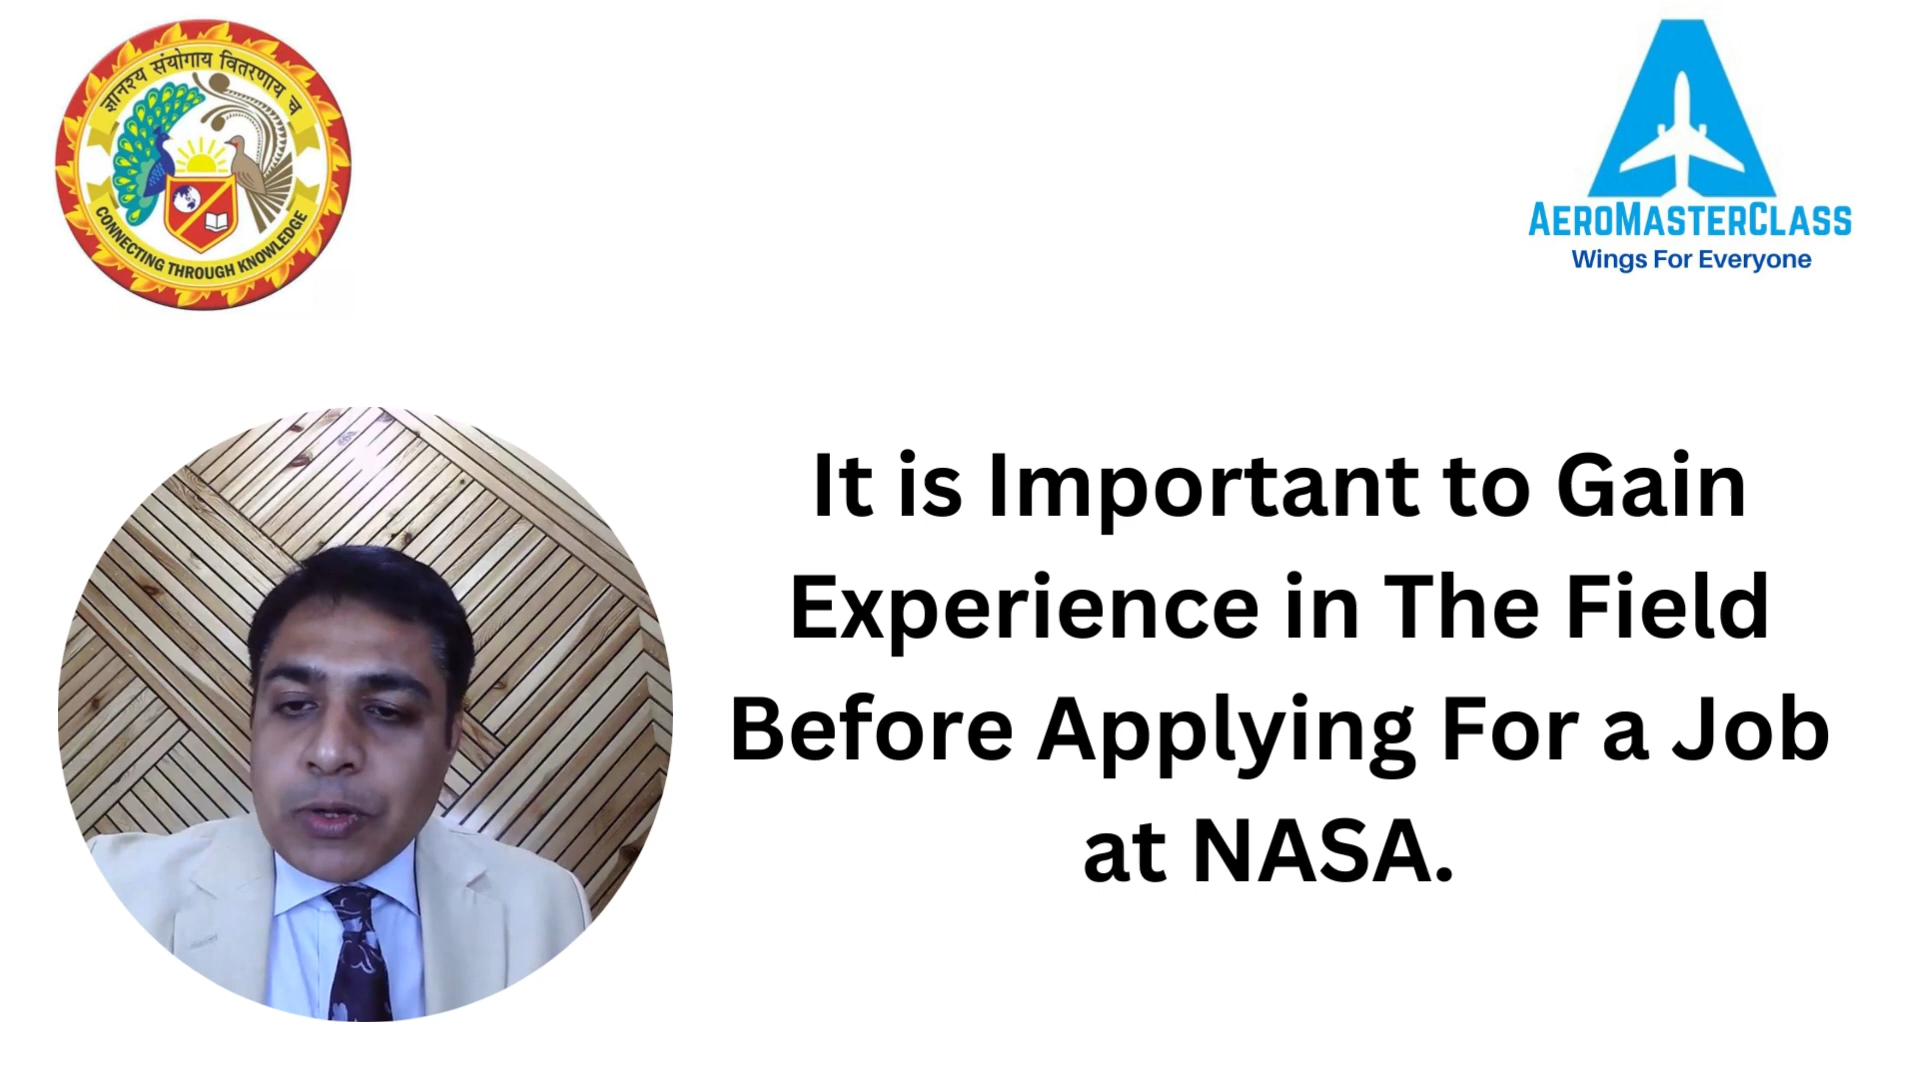 ज्ञानश्य संयोगाय वितरणाय च
CONNECTING THROUGH KNOWLEDGE
AEROMASTERCLASS
Wings For Everyone
It is Important to Gain
Experience in The Field
Before Applying For a Job
at NASA.